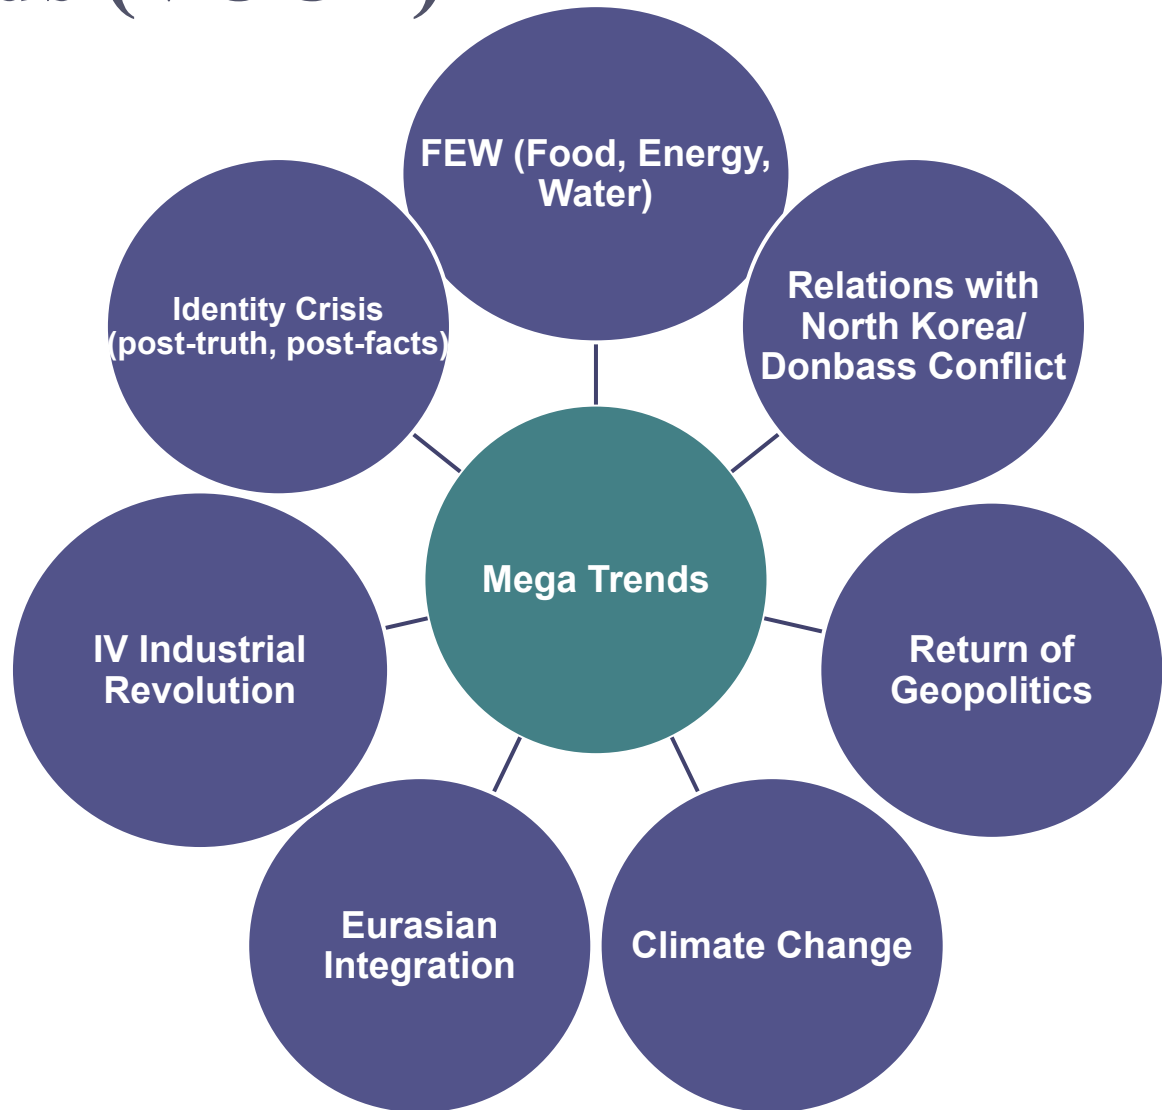 FEW (Food, Energy,
Water)
Relations with
North Korea/
Donbass Conflict
Identity Crisis
(post-truth, post-facts)
Mega Trends
IV Industrial
Revolution
Return of
Geopolitics
Eurasian
Integration
Climate Change